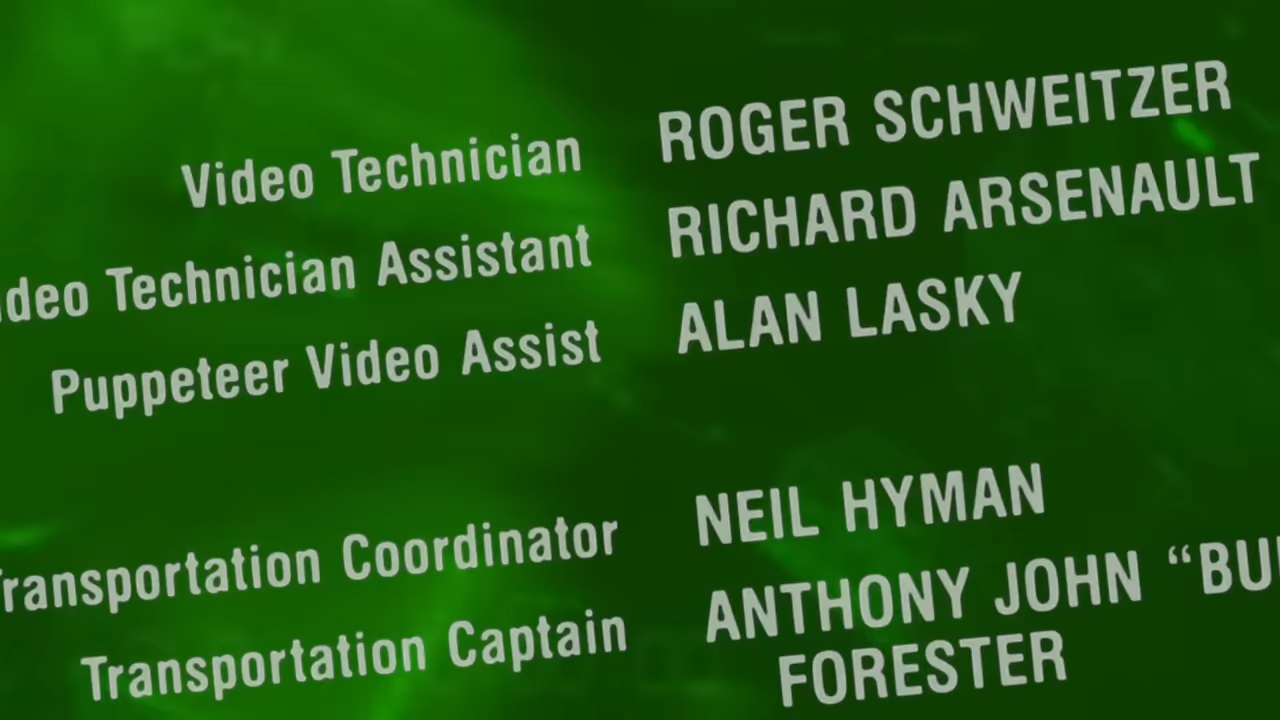 Video Technician ROGER SCHWEITZER
Technician Assistant RICHARD ARSENAULT
Puppeteer Video Assist ALAN LASKY
Transportation Coordinator NEIL HYMAN
Transportation Captain ANTHONY JOHN
FORESTER